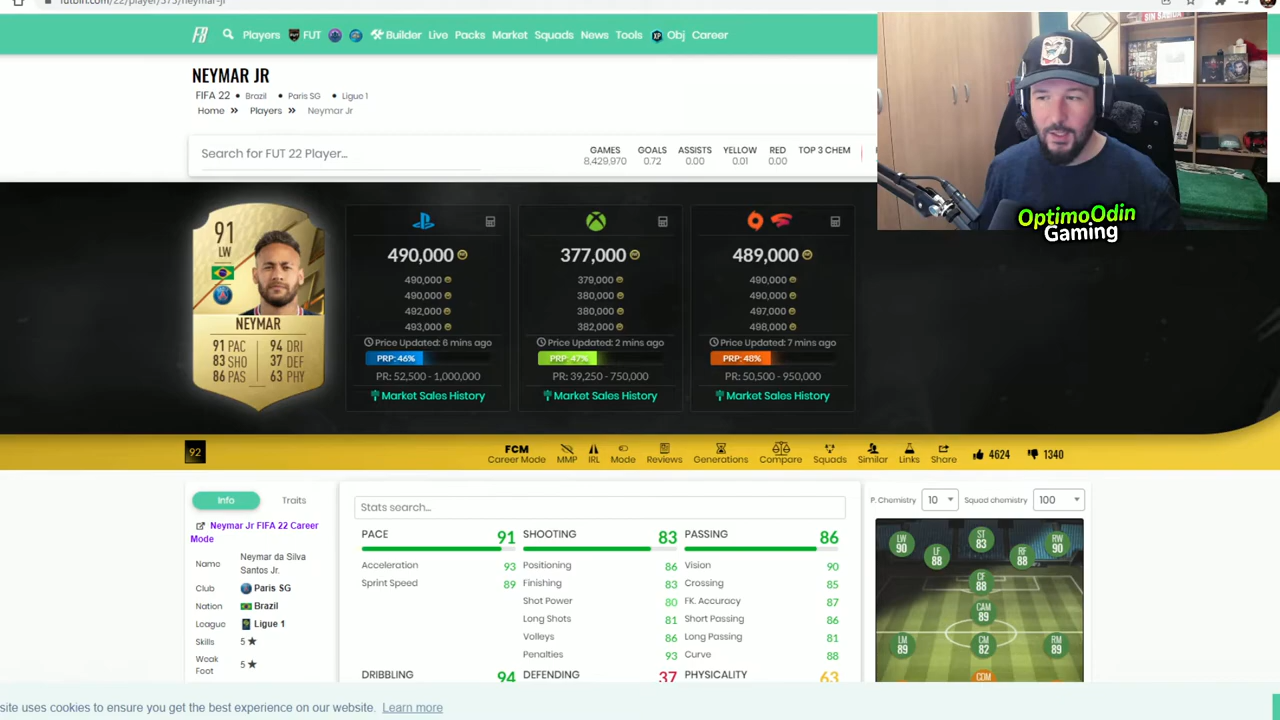 futbin.com/22/player/573/neymar-jr
F8 Players FUT Builder Live Packs Market Squads News Tools XP Obj Career
NEYMAR JR
FIFA 22 • Brazil • Paris SG • Ligue 1
Home » Players » Neymar Jr
Search for FUT 22 Player...
GAMES GOALS ASSISTS YELLOW RED TOP 3 CHEM
8,429,970 0.72 0.00 0.01 0.00
SIN SALIDA
OptimoOdin
Gaming
91
LW
NEYMAR
91 PAC 94 DRI
83 SHO 37 DEF
86 PAS 63 PHY
490,000 377,000 489,000
490,000 379,000 490,000
490,000 380,000 490,000
492,000 380,000 497,000
493,000 382,000 498,000
Price Updated: 6 mins ago Price Updated: 2 mins ago Price Updated: 7 mins ago
PRP: 46% PRP: 47% PRP: 48%
PR: 52,500 - 1,000,000 PR: 39,250 - 750,000 PR: 50,500 - 950,000
Market Sales History Market Sales History Market Sales History
92
FCM
Career Mode MMP IRL Mode Reviews Generations Compare Squads Similar Links Share 4624 1340
Info Traits
Neymar Jr FIFA 22 Career
Mode
Name Neymar da Silva
Santos Jr.
Club Paris SG
Nation Brazil
League Ligue 1
Skills 5 ★
Weak
Foot 5 ★
Stats search...
PACE 91
Acceleration 93
Sprint Speed 89
SHOOTING 83
Positioning 86
Finishing 83
Shot Power 80
Long Shots 81
Volleys 86
Penalties 93
PASSING 86
Vision 90
Crossing 85
FK. Accuracy 87
Short Passing 86
Long Passing 81
Curve 88
DRIBBLING 94 DEFENDING 37 PHYSICALITY 63
P. Chemistry 10 Squad chemistry 100
LW
90
ST
83
RW
90
LF
88
RF
88
CF
88
CAM
89
LM
89
CM
82
RM
89
CDM
site uses cookies to ensure you get the best experience on our website. Learn more